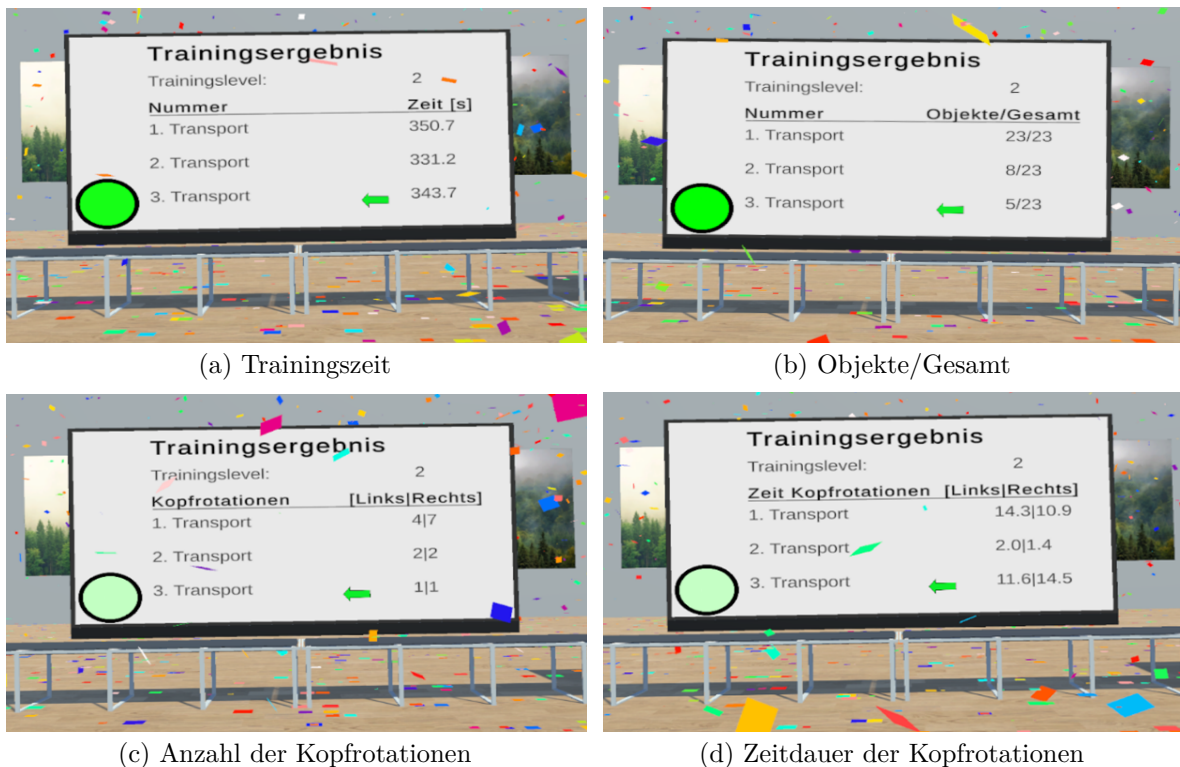 Trainingsergebnis
Trainingslevel: 2
Nummer Zeit [s]
1. Transport 350.7
2. Transport 331.2
3. Transport 343.7
(a) Trainingszeit
Trainingsergebnis
Trainingslevel: 2
Nummer Objekte/Gesamt
1. Transport 23/23
2. Transport 8/23
3. Transport 5/23
(b) Objekte/Gesamt
Trainingsergebnis
Trainingslevel: 2
Kopfrotationen [Links|Rechts]
1. Transport 4|7
2. Transport 2|2
3. Transport 1|1
(c) Anzahl der Kopfrotationen
Trainingsergebnis
Trainingslevel: 2
Zeit Kopfrotationen [Links|Rechts]
1. Transport 14.3|10.9
2. Transport 2.0|1.4
3. Transport 11.6|14.5
(d) Zeitdauer der Kopfrotationen